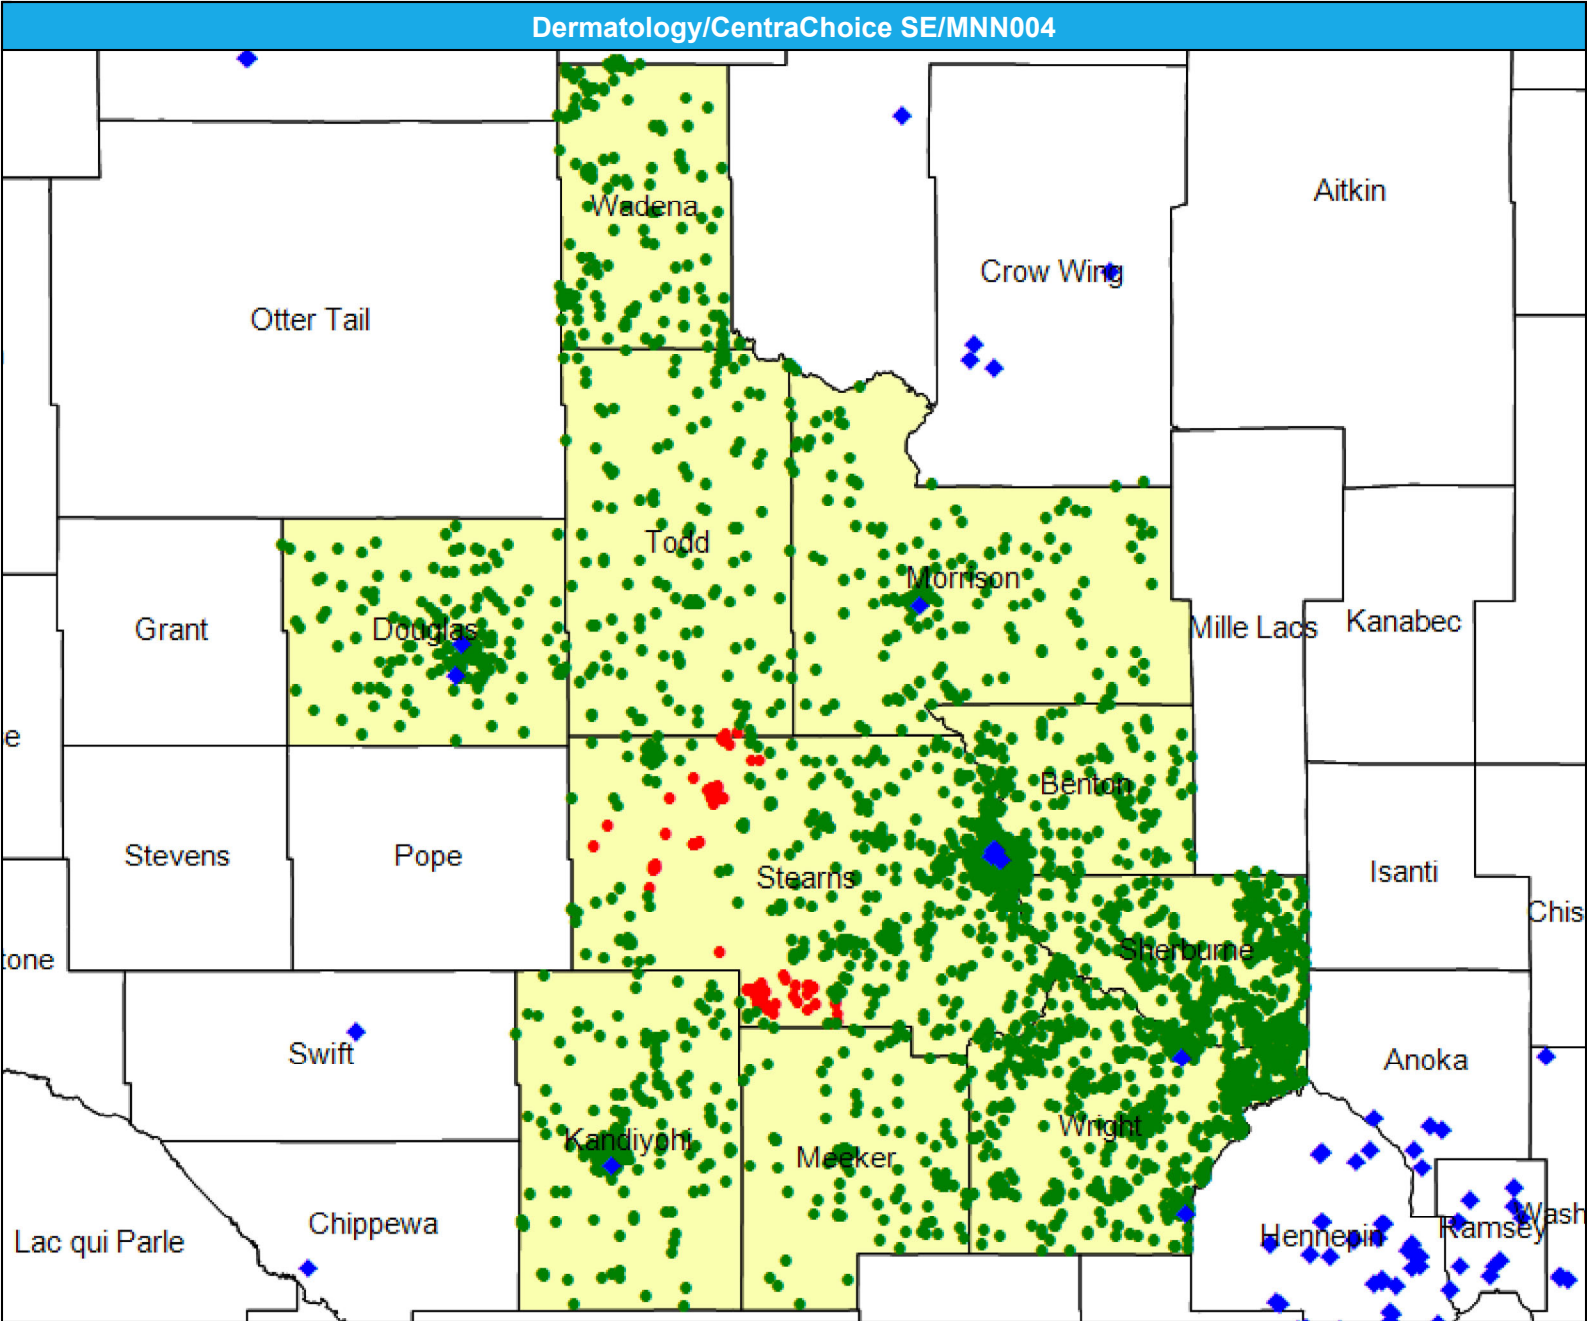 Dermatology/CentraChoice SE/MNN004
Aitkin
Wadena
Crow Wing
Otter Tail
Todd
Morrison
Grant
Douglas
Mille Lacs
Kanabec
e
Benton
Stevens
Pope
Stearns
Isanti
Chis
Sherburne
tone
Swift
Anoka
Wright
Kandiyohi
Meeker
Chippewa
Lac qui Parle
Hennepin
Ramsey
Wash